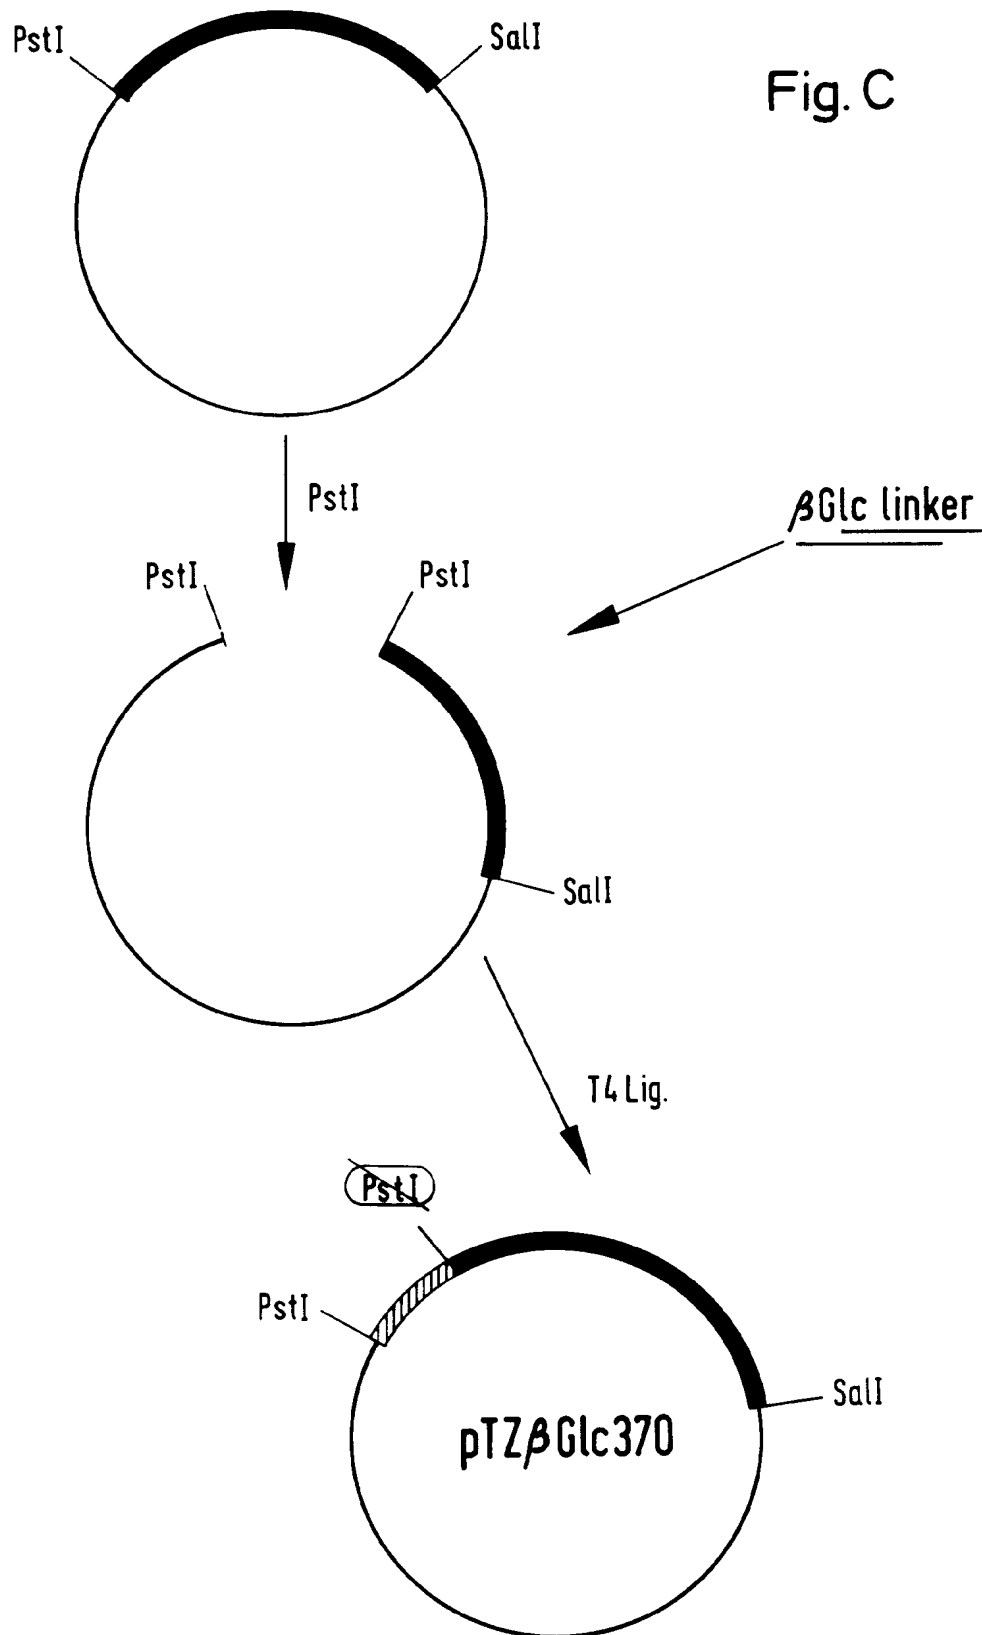 PstI
SalI
Fig. C
PstI
βGlc linker
PstI
PstI
SalI
T4 Lig.
PstI
PstI
SalI
pTZβGlc370